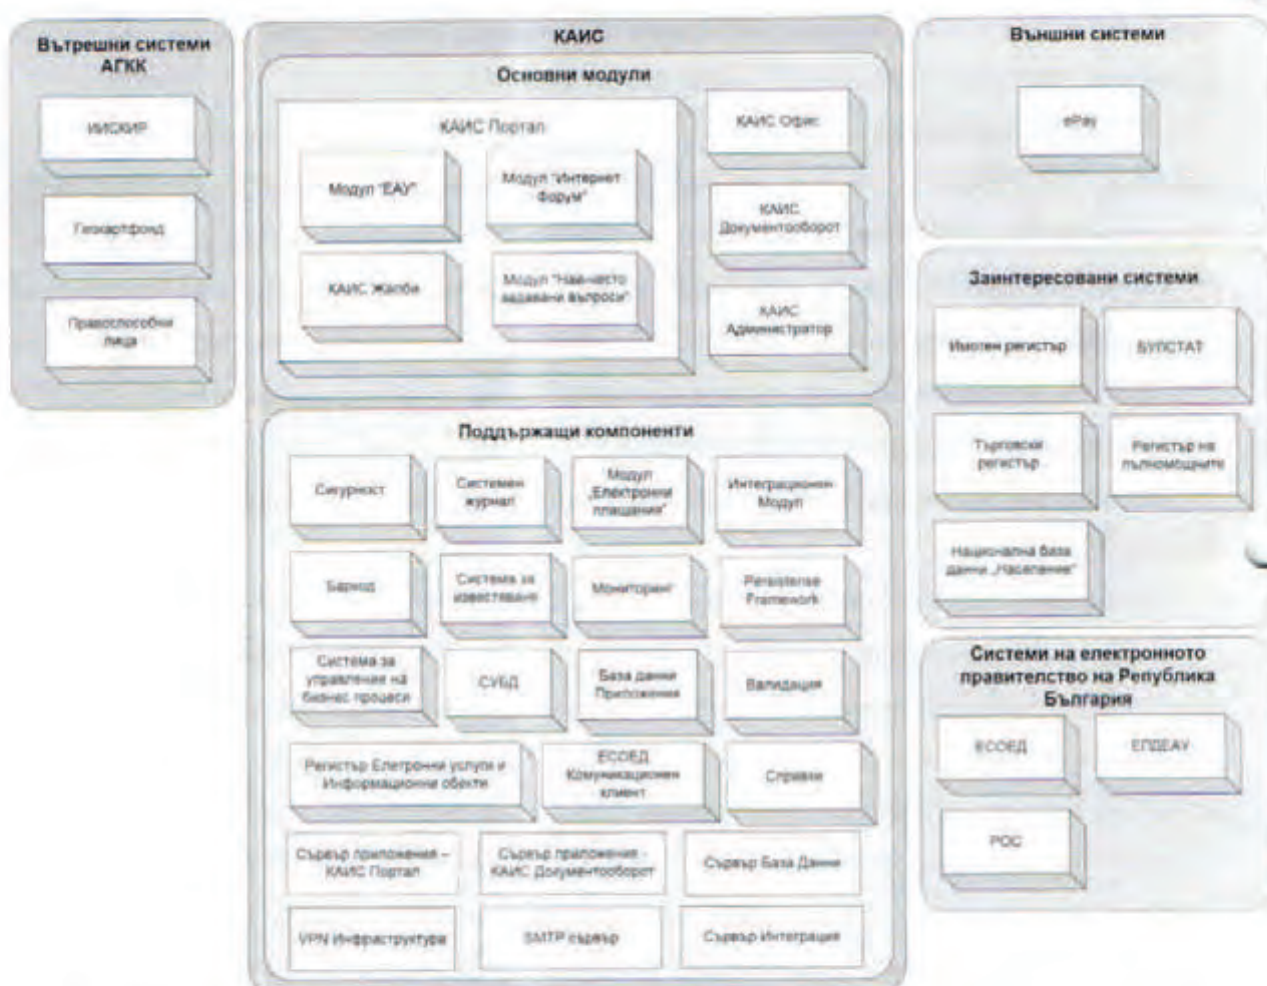 Вътрешни системи
АГКК
ИИСКИР
Геокартфонд
Правоспособни
лица
КАИС
Основни модули
КАИС Портал
Модул "ЕАУ"
Модул "Интернет
Форум"
КАИС Жалби
Модул "Най-често
задавани въпроси"
КАИС Офис
КАИС
Документооборот
КАИС
Администратор
Поддържащи компоненти
Сигурност
Системен
журнал
Модул
„Електронни
плащания"
Интеграционен
Модул
Баркод
Система за
известяване
Мониторинг
Persistense
Framework
Система за
управление на
бизнес процеси
СУБД
База данни
Приложения
Валидация
Регистър Елетронни услуги и
Информационни обекти
ЕСОЕД
Комуникационен
клиент
Справки
Сървър приложения –
КАИС Портал
Сървър приложения -
КАИС Документооборот
Сървър База Данни
VPN Инфраструктура
SMTP сървър
Сървър Интеграция
Външни системи
ePay
Заинтересовани системи
Имотен регистър
БУЛСТАТ
Търговски
регистър
Регистър на
пълномощните
Национална база
данни „Население"
Системи на електронното
правителство на Република
България
ЕСОЕД
ЕПДЕАУ
РОС